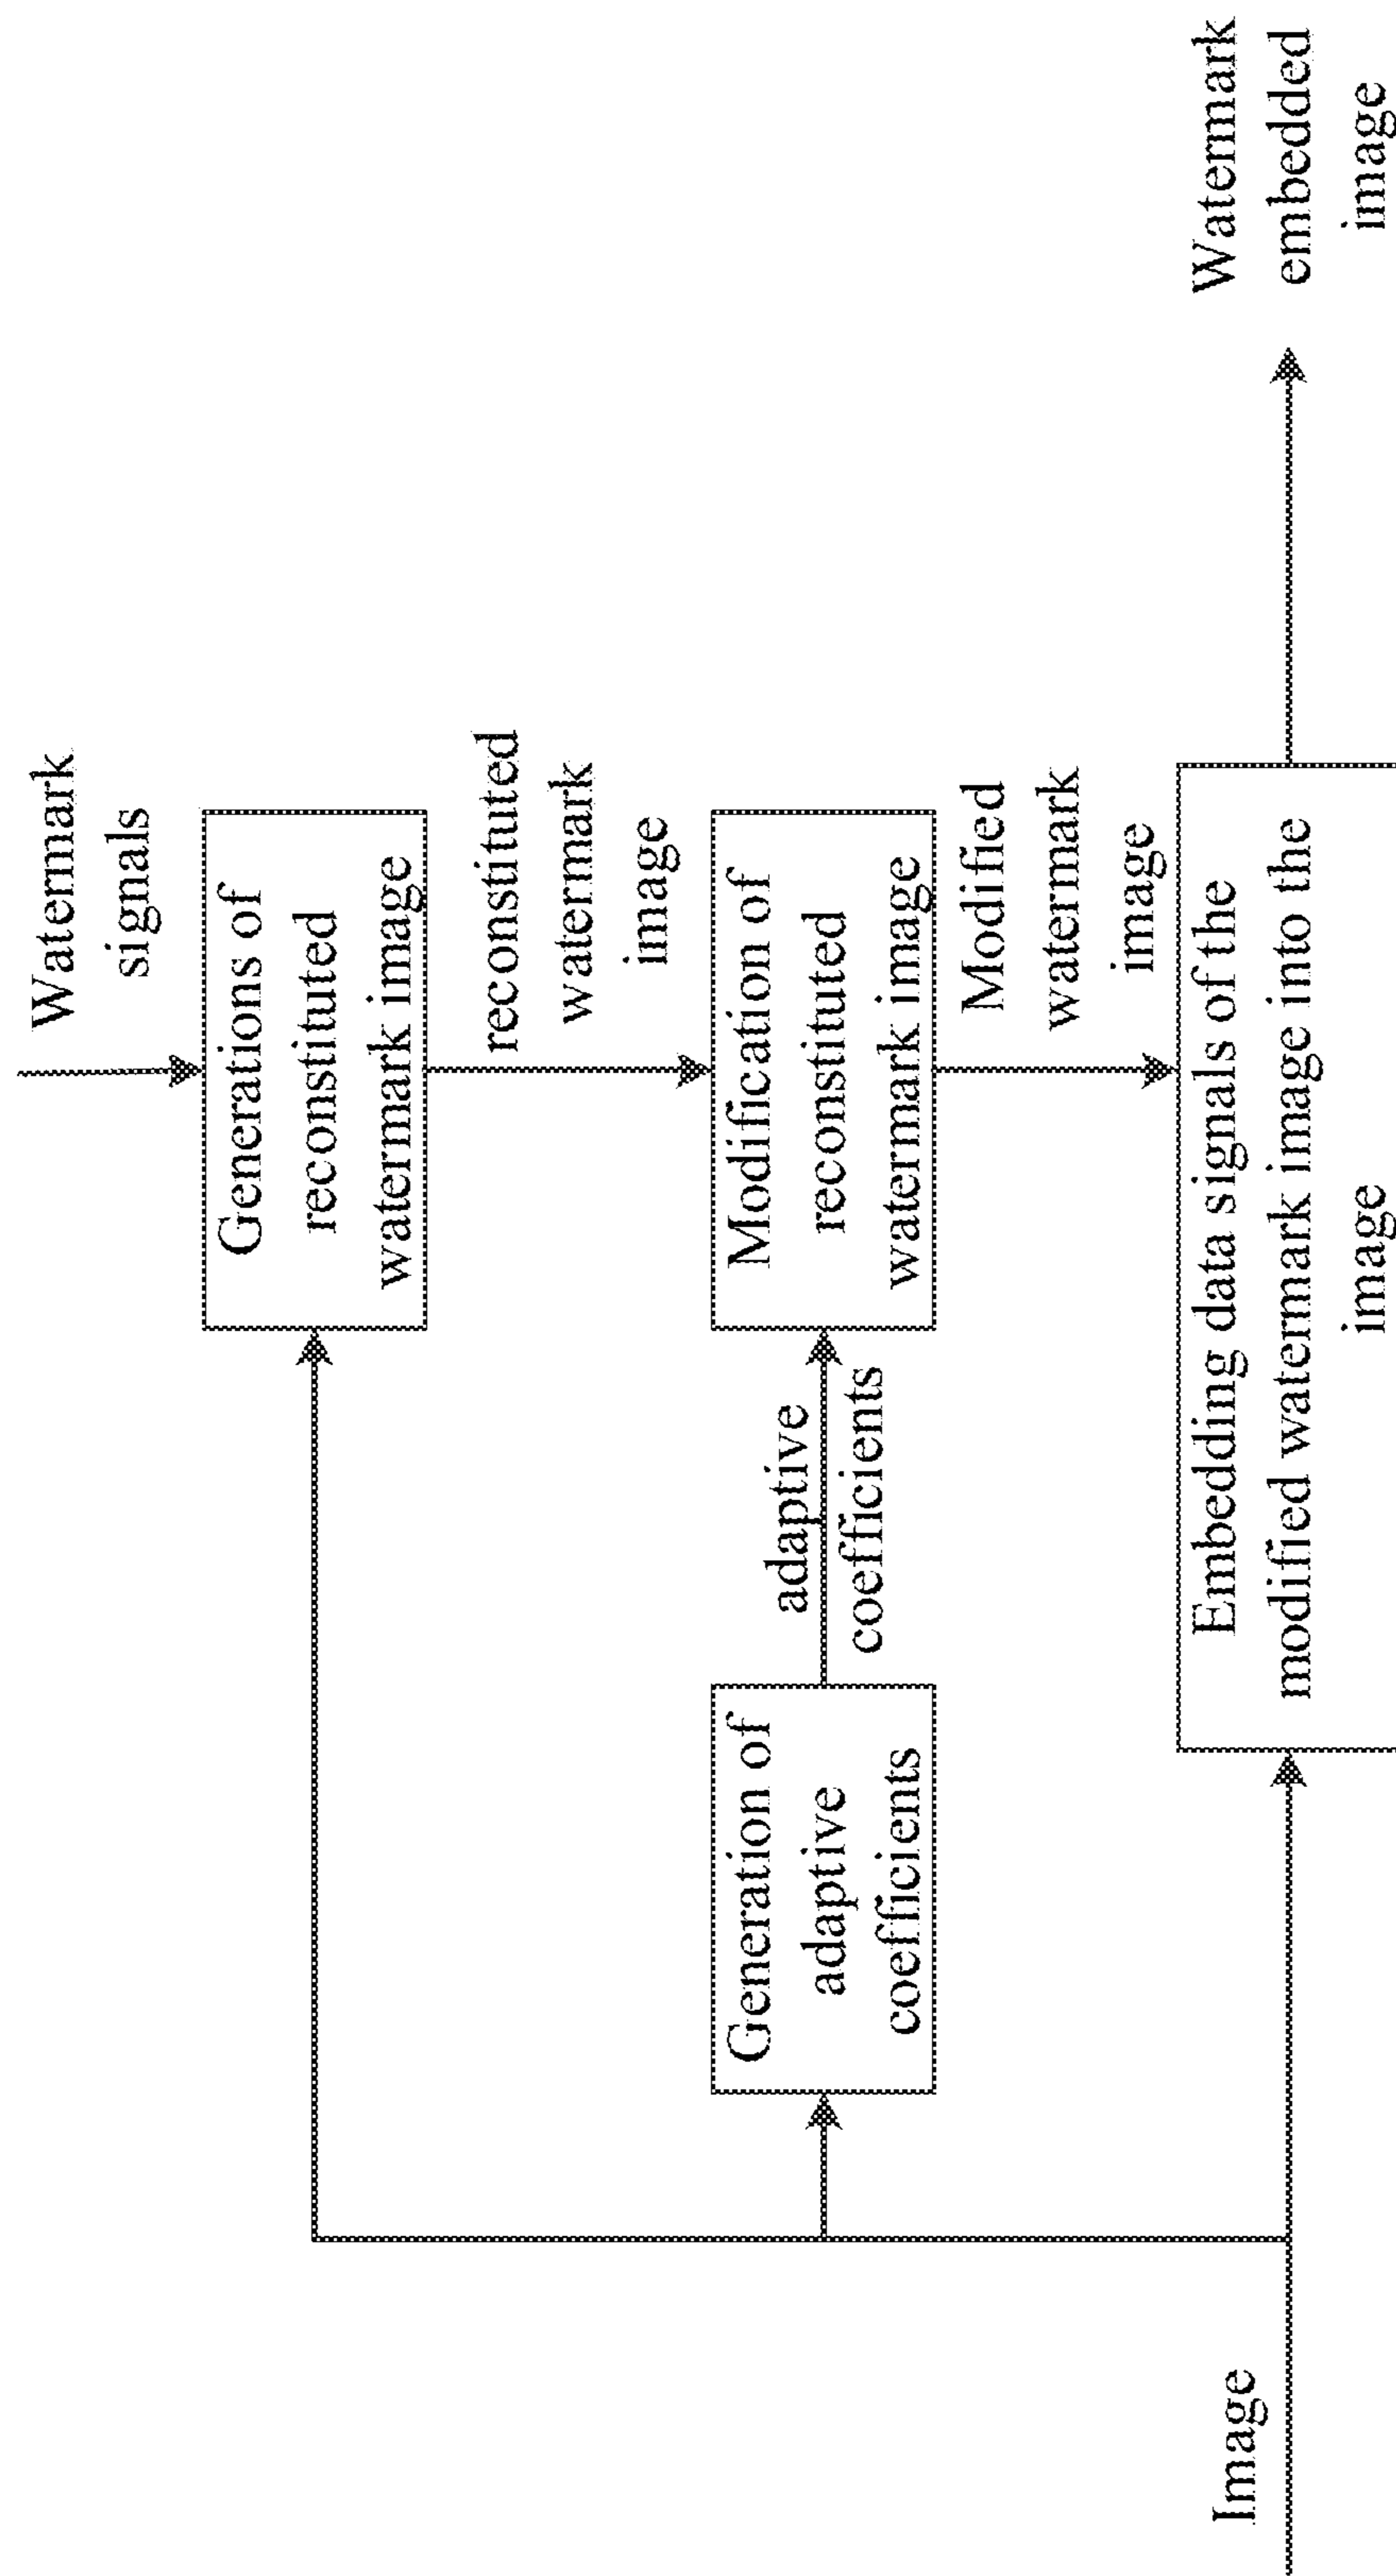 Watermark
signals
Generations of
reconstituted
watermark image
reconstituted
watermark
image
Generation of
adaptive
coefficients
adaptive
coefficients
Modification of
reconstituted
watermark image
Modified
watermark
image
Image
Embedding data signals of the
modified watermark image into the
image
Watermark
embedded
image